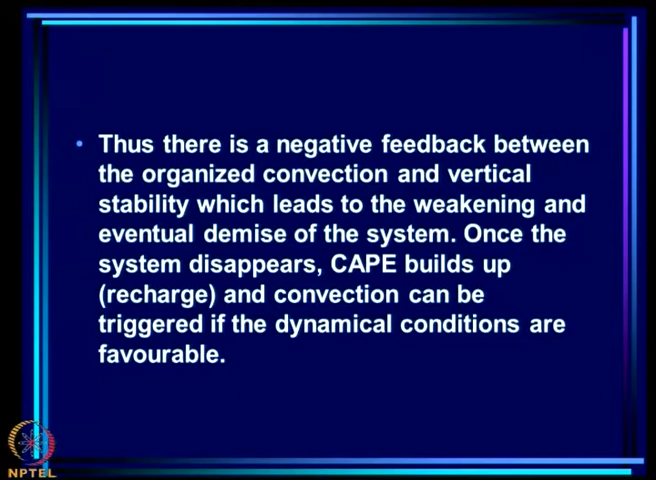 • Thus there is a negative feedback between
the organized convection and vertical
stability which leads to the weakening and
eventual demise of the system. Once the
system disappears, CAPE builds up
(recharge) and convection can be
triggered if the dynamical conditions are
favourable.
NPTEL